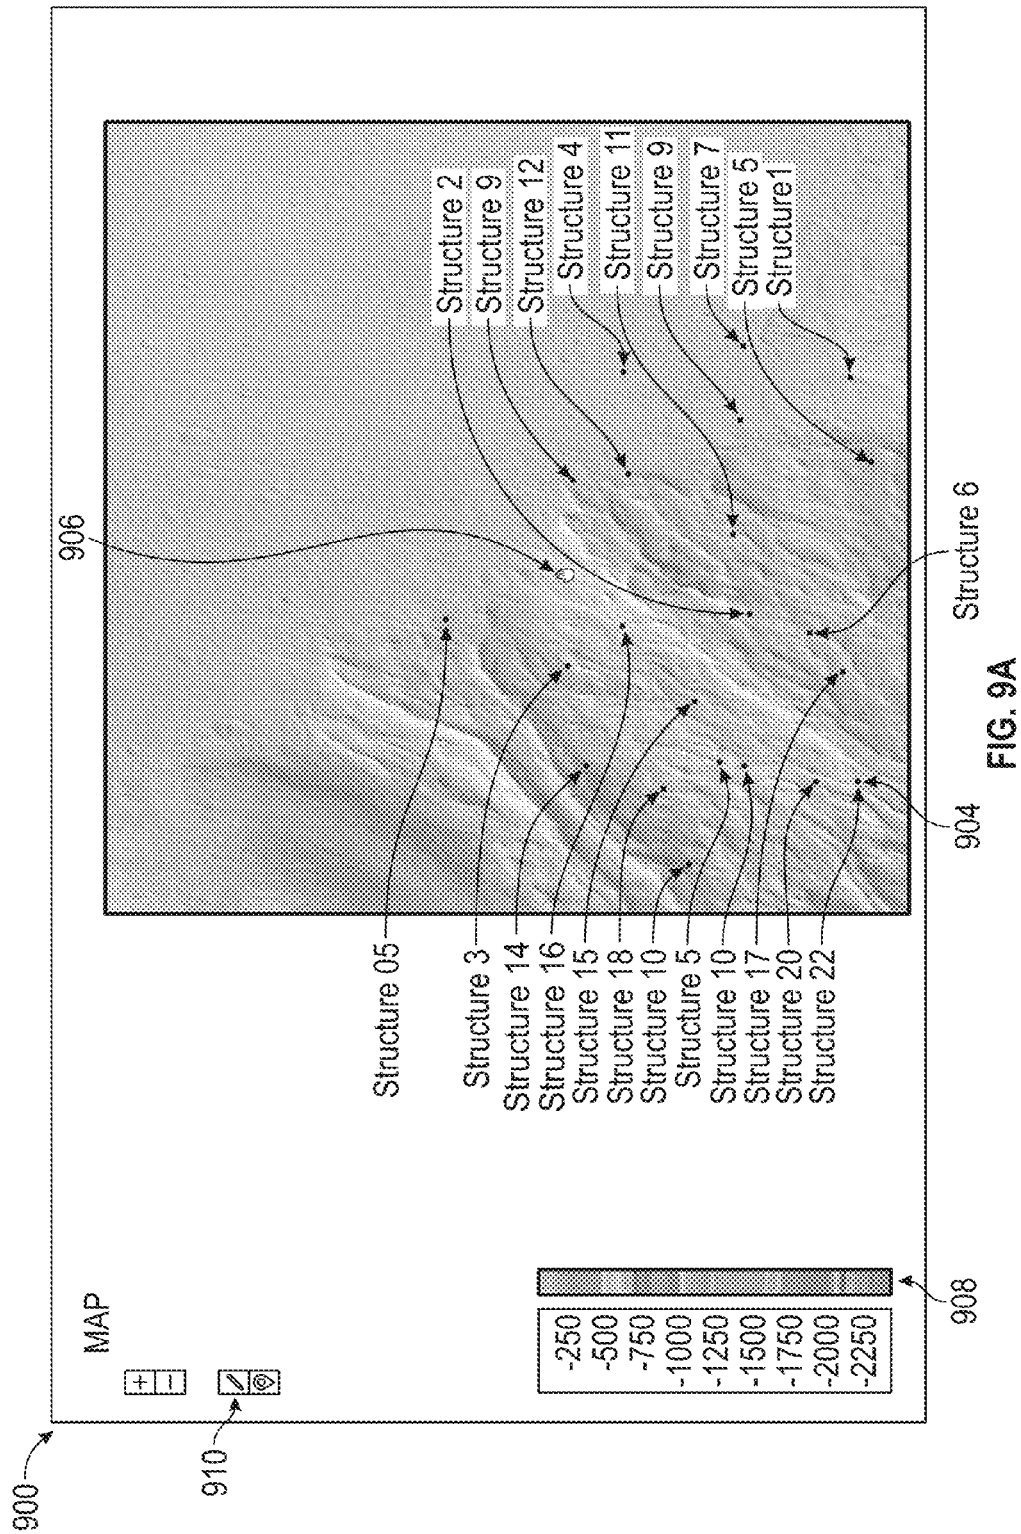 900
MAP
+
−
910
-250
-500
-750
-1000
-1250
-1500
-1750
-2000
-2250
908
Structure 05
Structure 3
Structure 14
Structure 16
Structure 15
Structure 18
Structure 10
Structure 5
Structure 10
Structure 17
Structure 20
Structure 22
904
906
Structure 6
Structure 2
Structure 9
Structure 12
Structure 4
Structure 11
Structure 9
Structure 7
Structure 5
Structure1
FIG. 9A